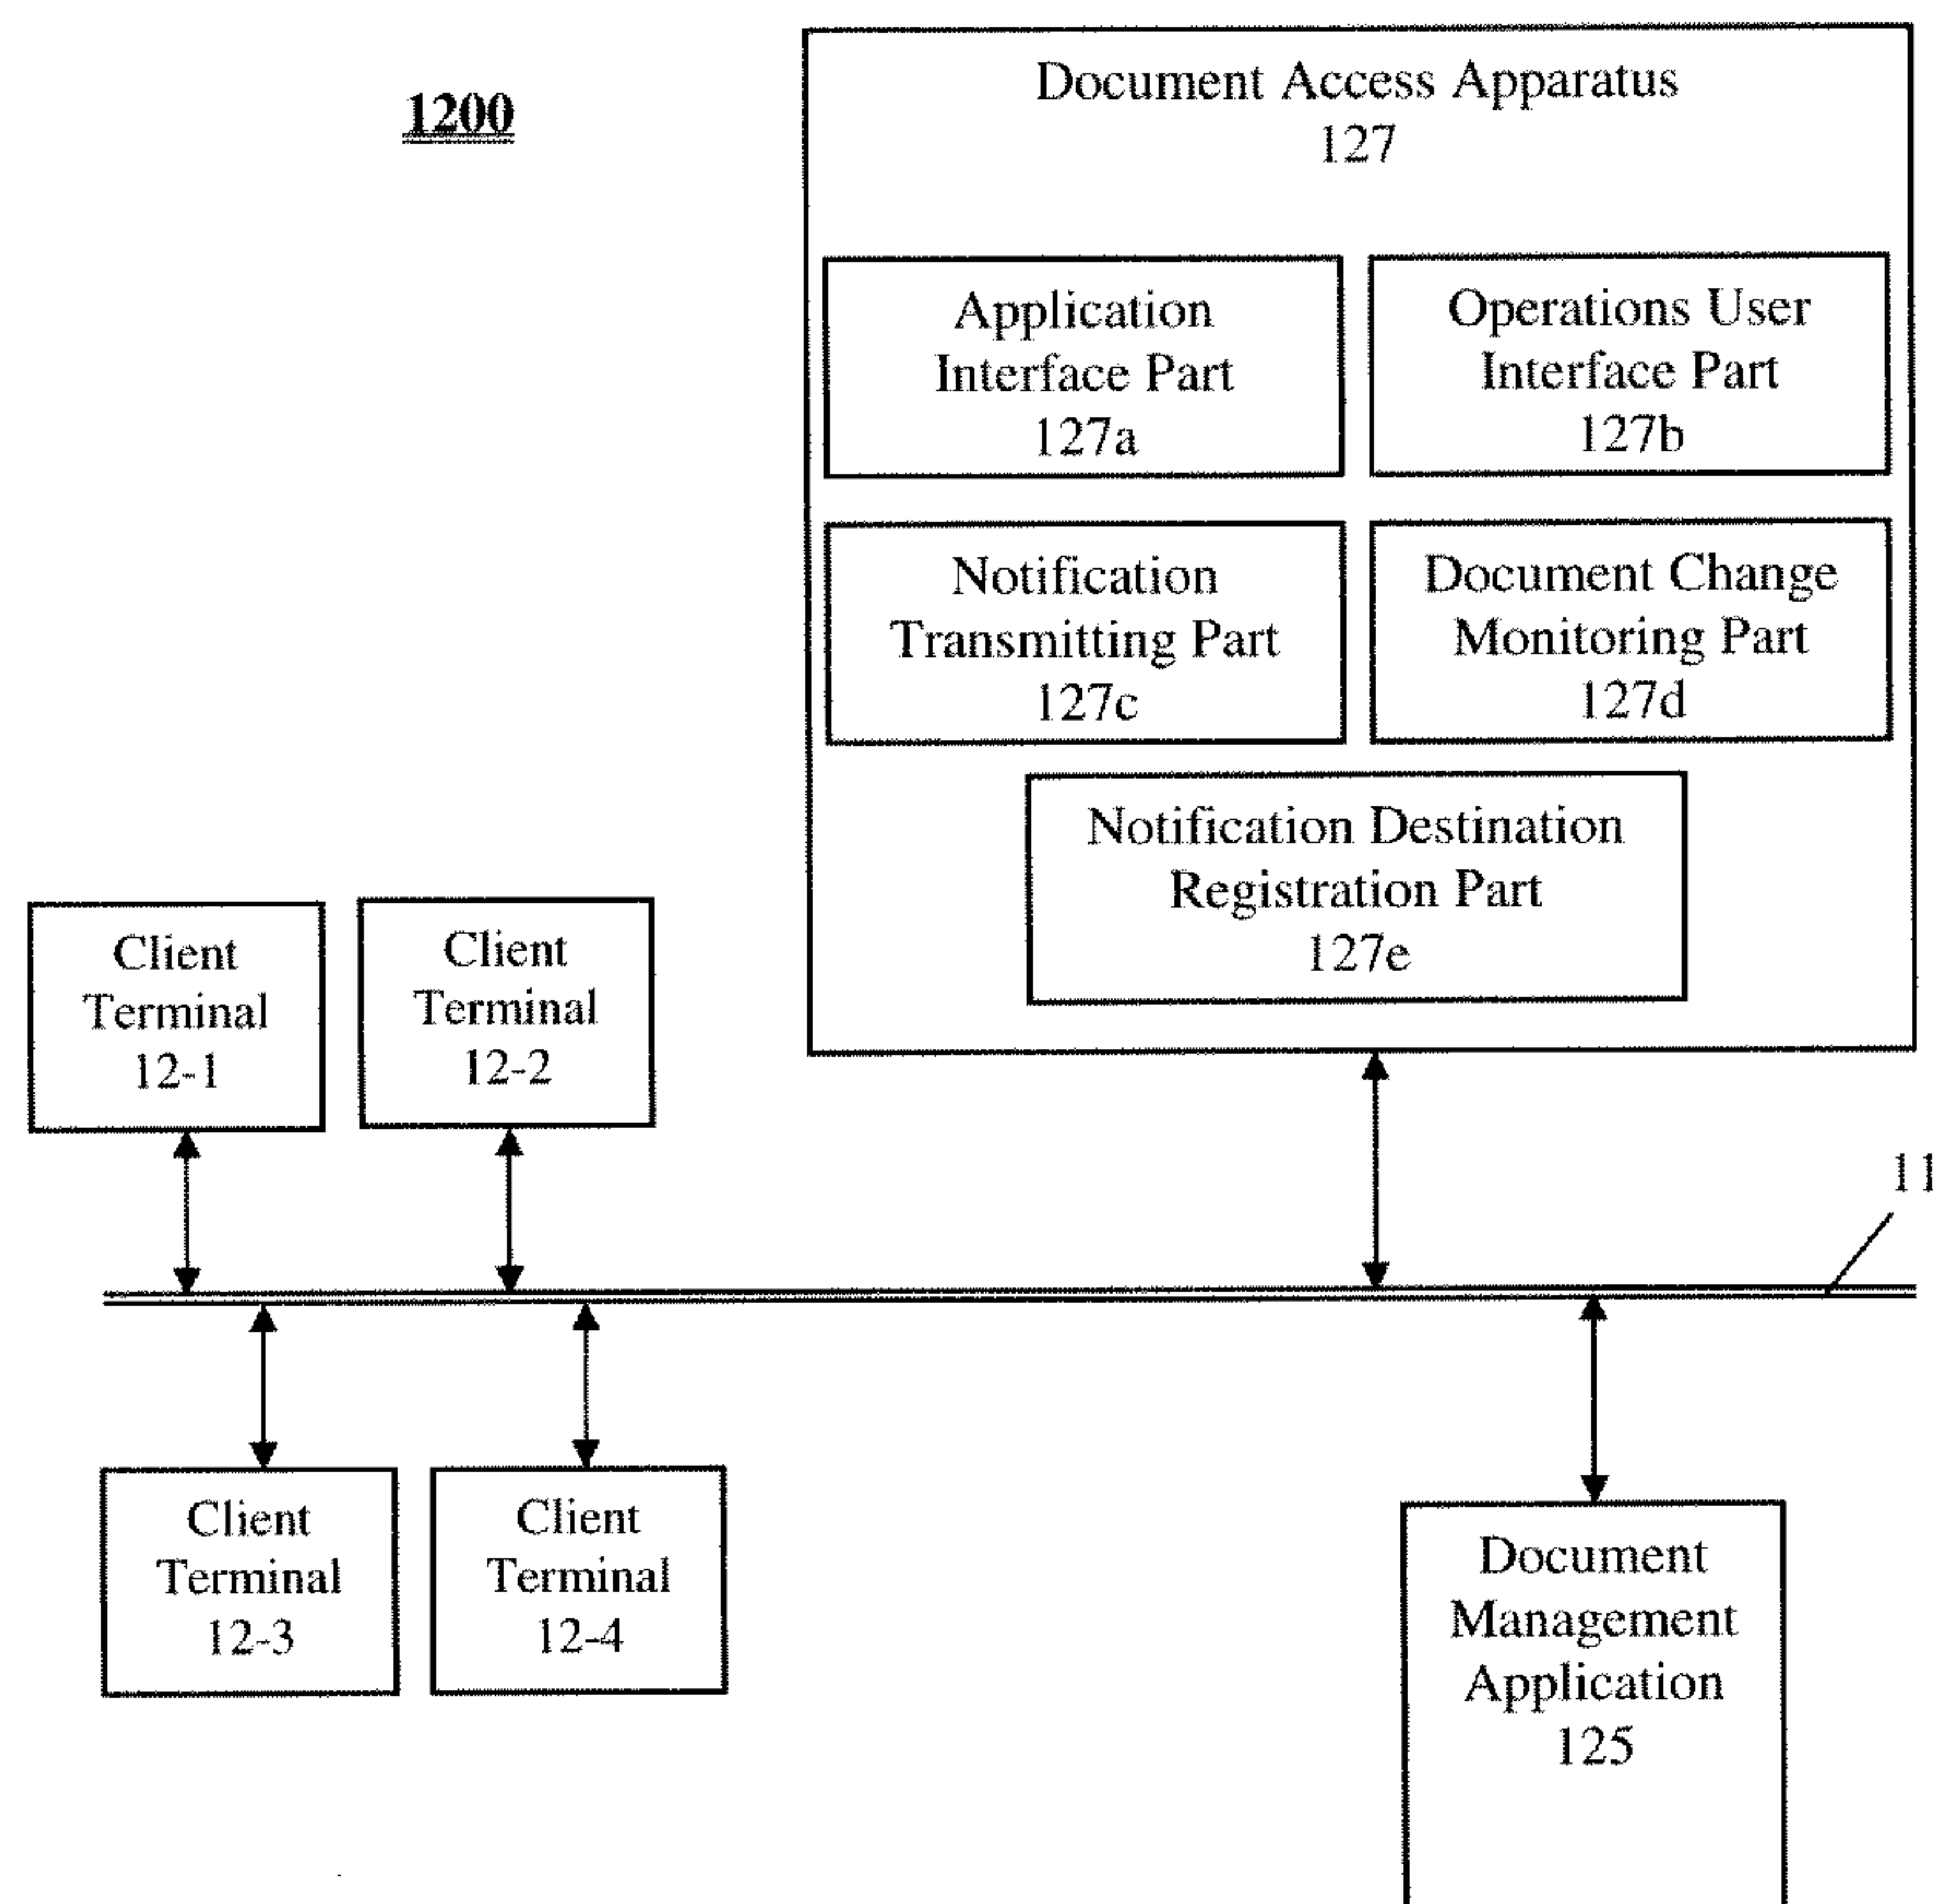 1200
Document Access Apparatus
127
Application
Interface Part
127a
Operations User
Interface Part
127b
Notification
Transmitting Part
127c
Document Change
Monitoring Part
127d
Notification Destination
Registration Part
127e
Client
Terminal
12-1
Client
Terminal
12-2
11
Client
Terminal
12-3
Client
Terminal
12-4
Document
Management
Application
125